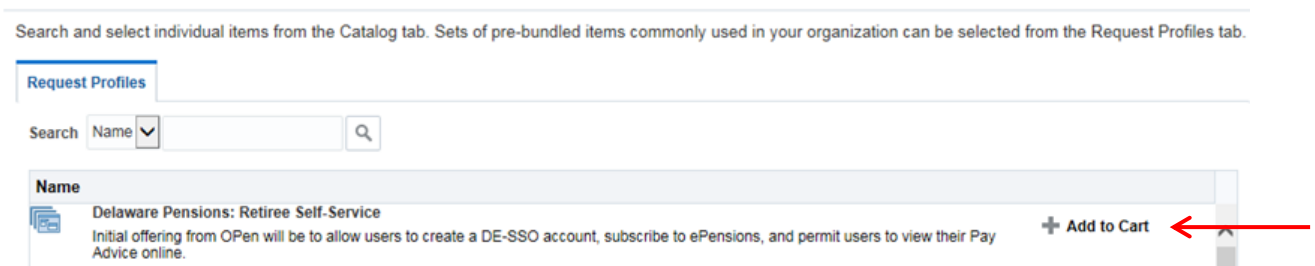 Search and select individual items from the Catalog tab. Sets of pre-bundled items commonly used in your organization can be selected from the Request Profiles tab.
Request Profiles
Search Name
Name
Delaware Pensions: Retiree Self-Service
Initial offering from OPen will be to allow users to create a DE-SSO account, subscribe to ePensions, and permit users to view their Pay
Advice online.
Add to Cart